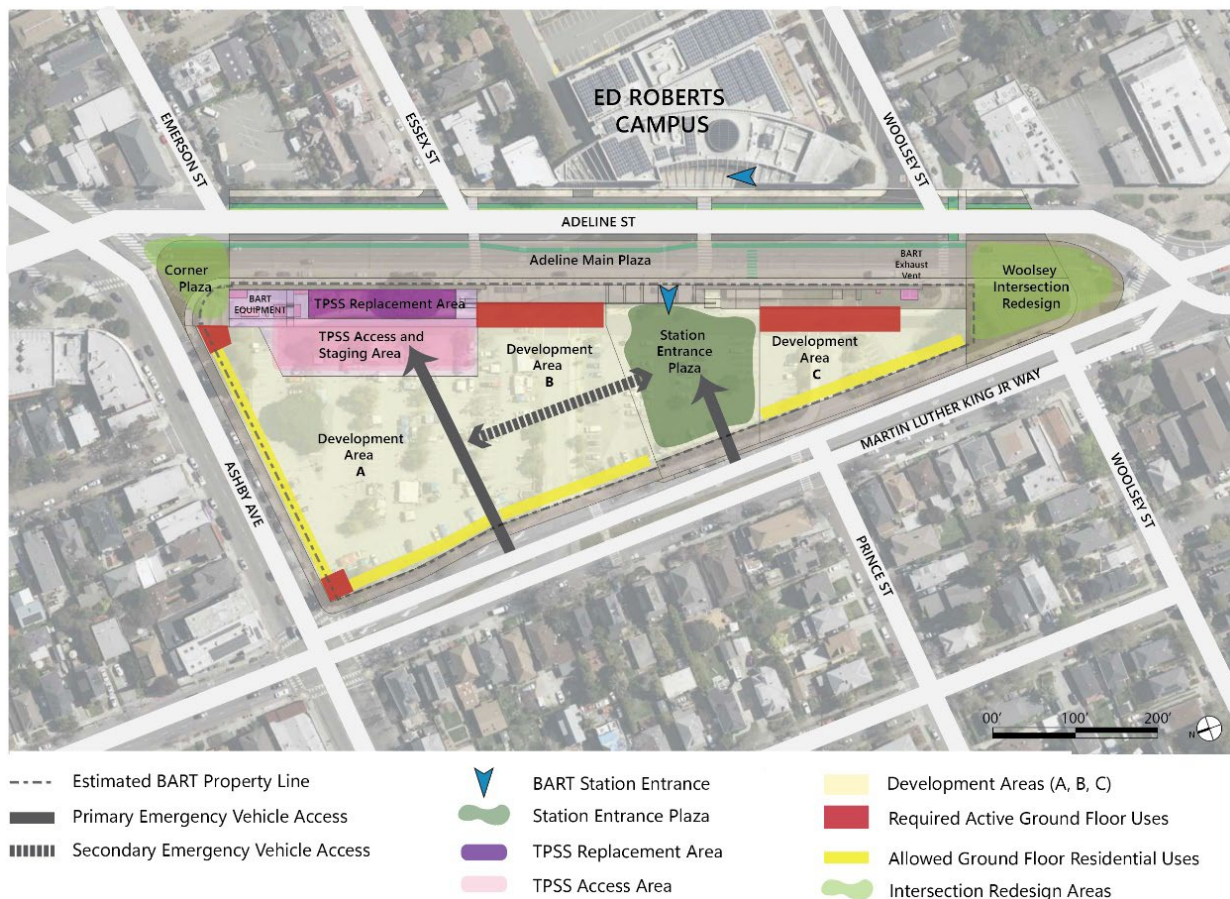 ED ROBERTS
CAMPUS
EMERSON ST
ESSEX ST
WOOLSEY ST
ADELINE ST
Corner
Plaza
Adeline Main Plaza
BART
Exhaust
Vent
Woolsey
Intersection
Redesign
BART
EQUIPMENT
TPSS Replacement Area
TPSS Access and
Staging Area
Development
Area
B
Station
Entrance
Plaza
Development
Area
C
Development
Area
A
ASHBY AVE
MARTIN LUTHER KING JR WAY
PRINCE ST
WOOLSEY ST
00' 100' 200'
N
Estimated BART Property Line
Primary Emergency Vehicle Access
Secondary Emergency Vehicle Access
BART Station Entrance
Station Entrance Plaza
TPSS Replacement Area
TPSS Access Area
Development Areas (A, B, C)
Required Active Ground Floor Uses
Allowed Ground Floor Residential Uses
Intersection Redesign Areas